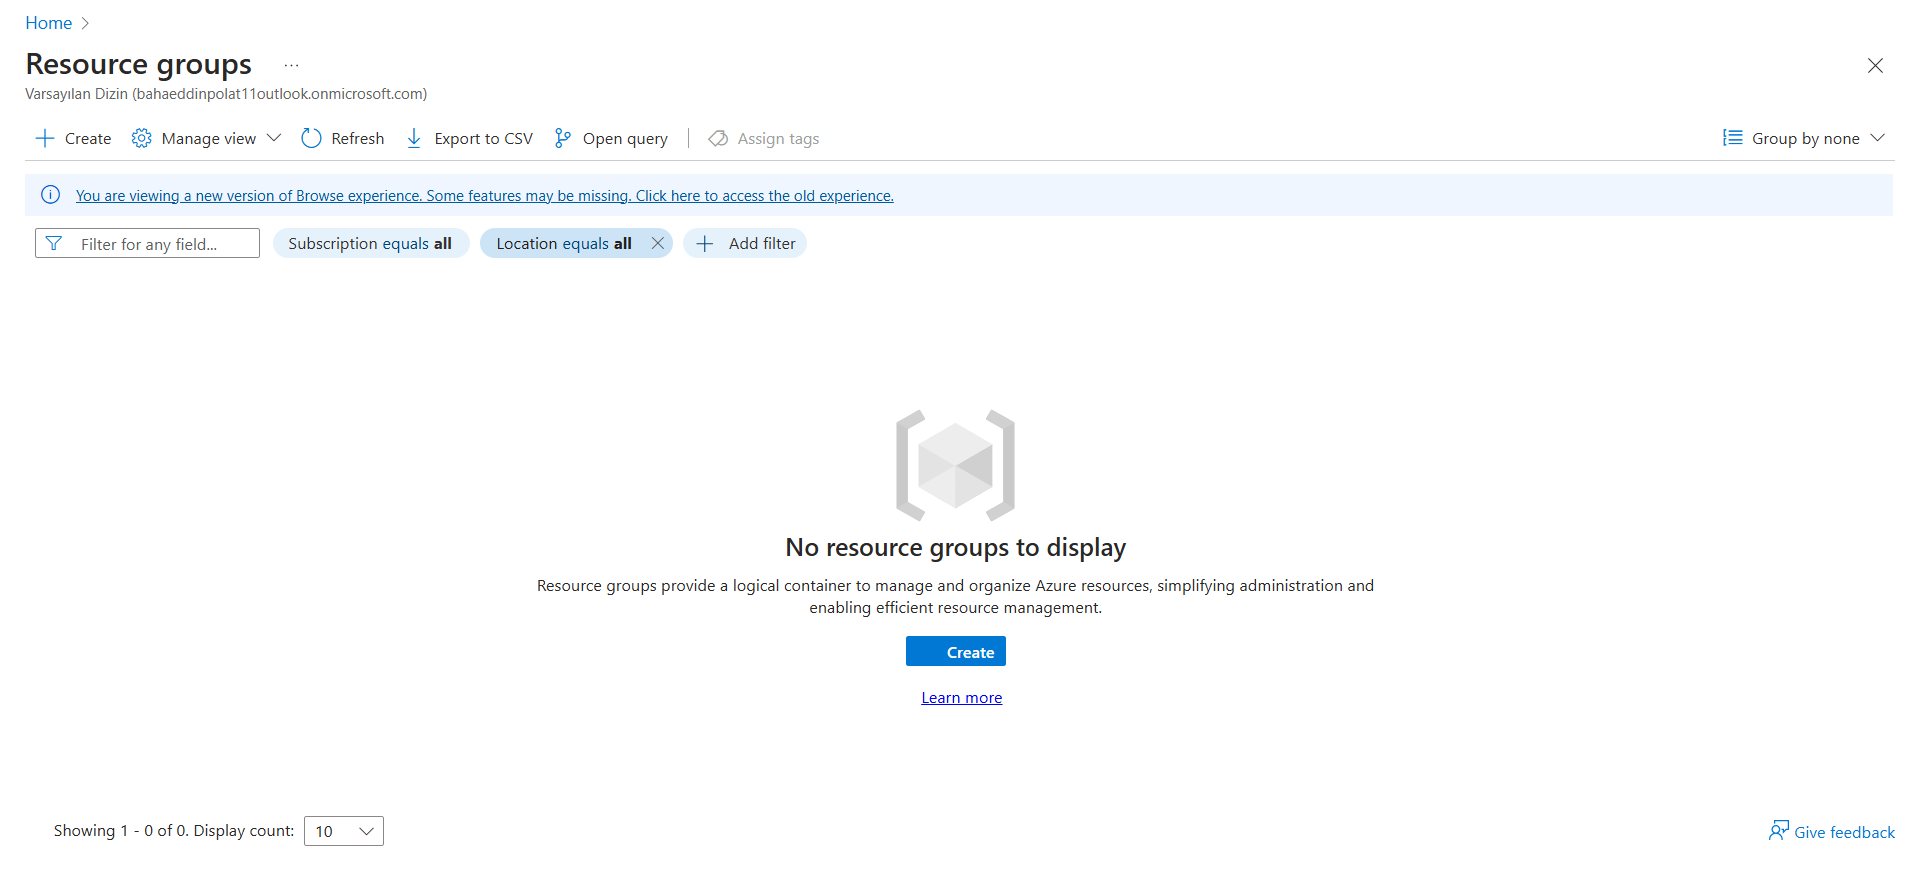 Home
Resource groups
Varsayılan Dizin (bahaeddinpolat11outlook.onmicrosoft.com)
Create Manage view Refresh Export to CSV Open query Assign tags Group by none
You are viewing a new version of Browse experience. Some features may be missing. Click here to access the old experience.
Filter for any field... Subscription equals all Location equals all Add filter
No resource groups to display
Resource groups provide a logical container to manage and organize Azure resources, simplifying administration and
enabling efficient resource management.
Create
Learn more
Showing 1 - 0 of 0. Display count: 10 Give feedback